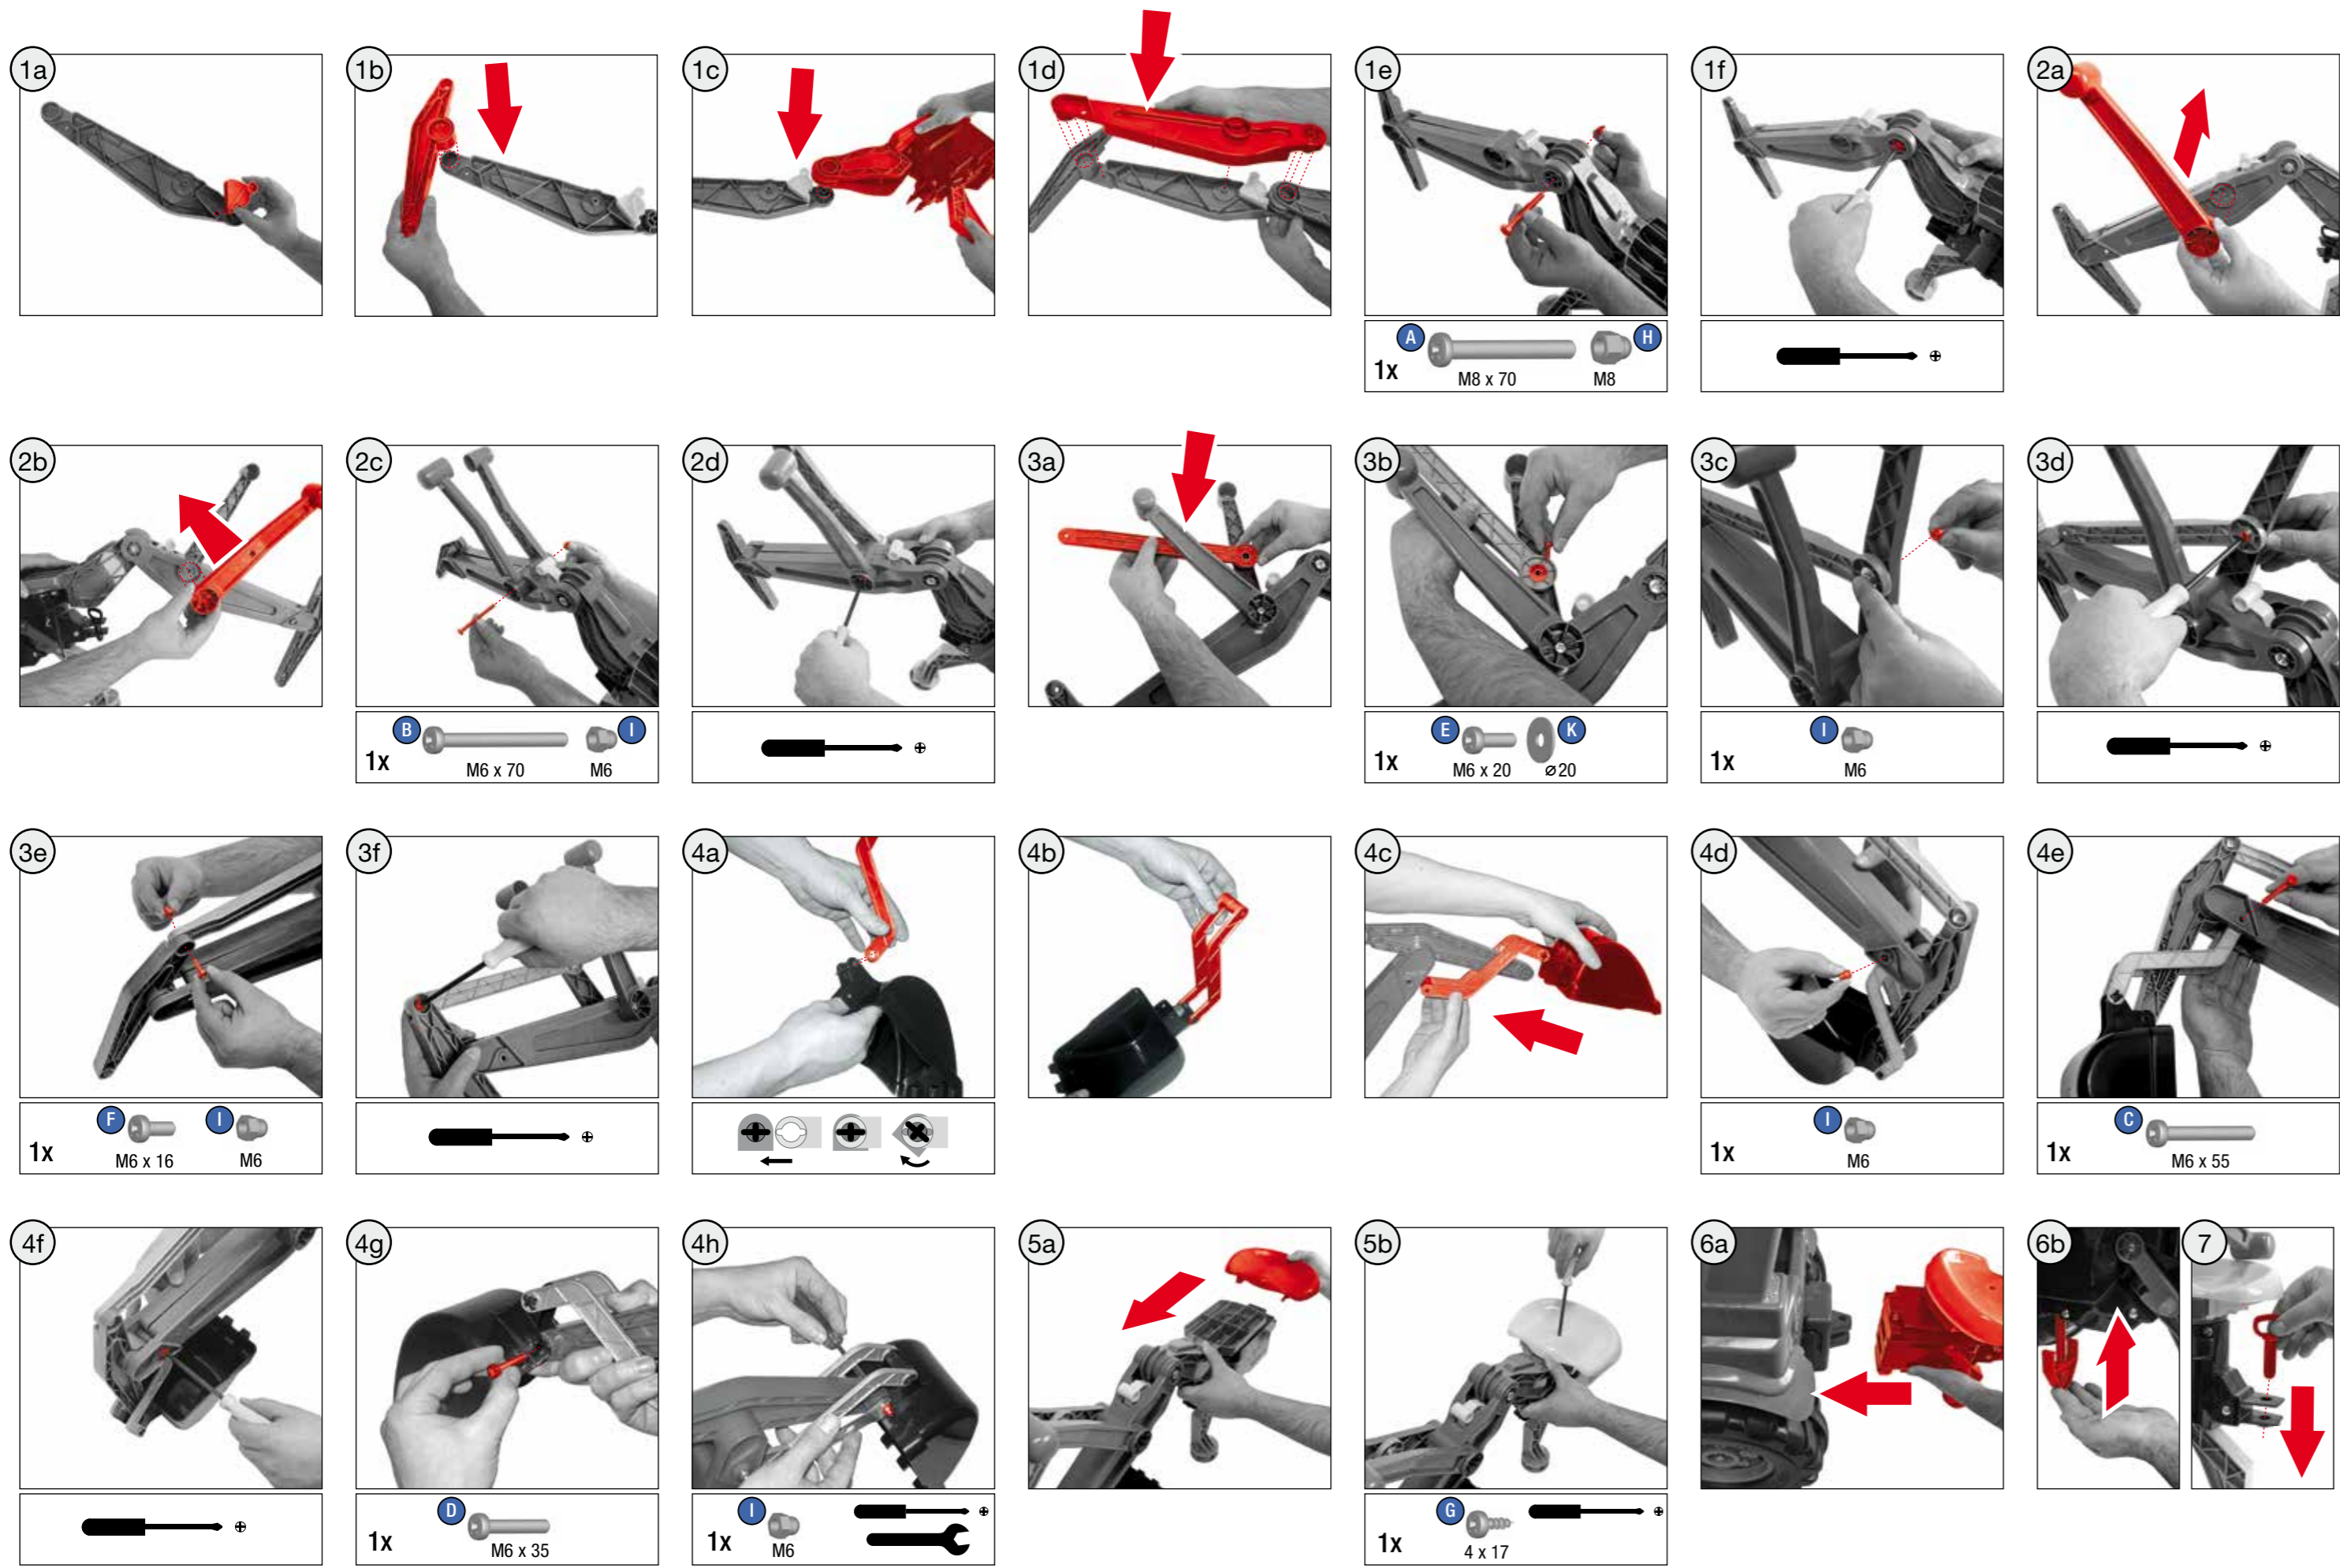 1a
1b
1c
1d
1e
1f
2a
A
H
1x
M8 x 70
M8
2b
2c
2d
3a
3b
3c
3d
B
I
1x
M6 x 70
M6
E
K
1x
M6 x 20
⌀20
I
1x
M6
3e
3f
4a
4b
4c
4d
4e
F
I
1x
M6 x 16
M6
I
1x
M6
C
1x
M6 x 55
4f
4g
4h
5a
5b
6a
6b
7
D
1x
M6 x 35
I
1x
M6
G
1x
4 x 17